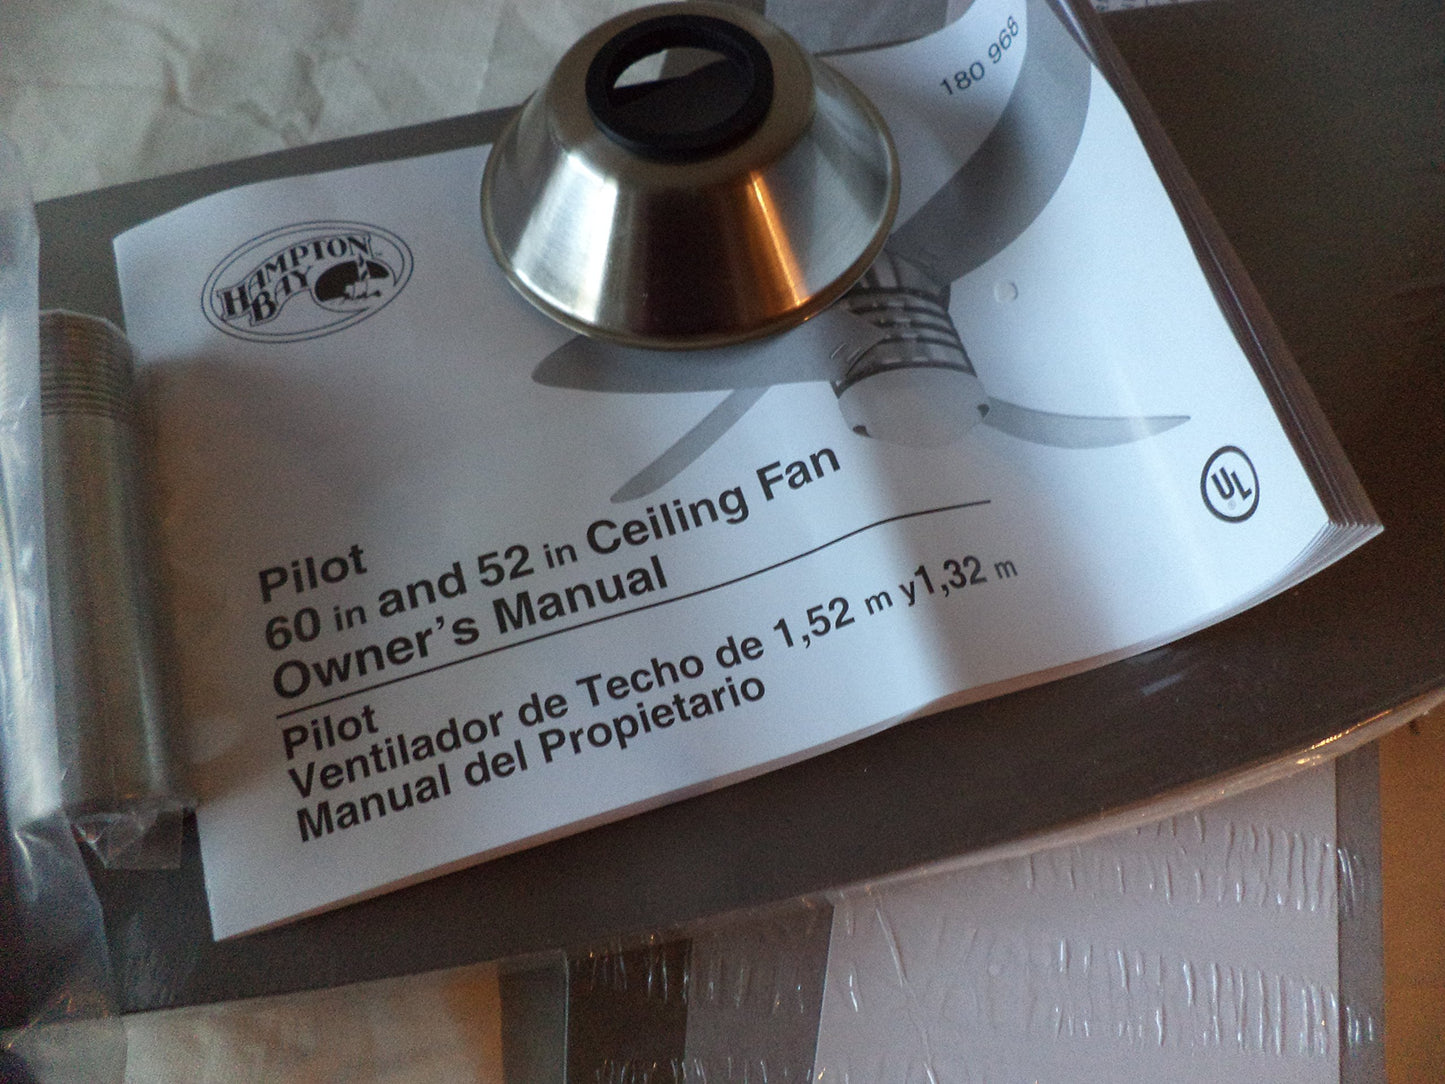 180 968
HAMPTON
BAY
Pilot
60 in and 52 in Ceiling Fan
Owner's Manual
UL
Pilot
Ventilador de Techo de 1,52 m y1,32 m
Manual del Propietario